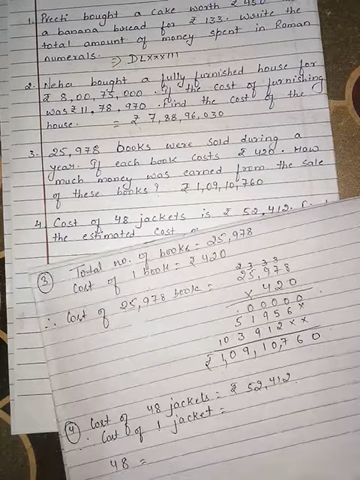 1. Preeti bought a cake worth ₹ 450
a banana bread for ₹ 133. Write the
total amount of money spent in Roman
numerals. ⇒ DLXXXIII
2. Neha bought a fully furnished house for
₹ 8,00,75,000. If the cost of furnishing
was ₹ 11,78,970. Find the cost of the
house. = ₹ 7,88,96,030
3. 25,978 books were sold during a
year. If each book costs ₹ 420. How
much money was earned from the sale
of these books? ₹ 1,09,10,760
4. Cost of 48 jackets is ₹ 52,412.
the estimated cost
③ Total no. of books = 25,978
Cost of 1 book = ₹ 420
∴ Cost of 25,978 book = 25,978
× 420
00000
51956×
103912××
₹ 1,09,10,760
④ Cost of 48 jackets = ₹ 52,412
∴ Cost of 1 jacket =
48 =